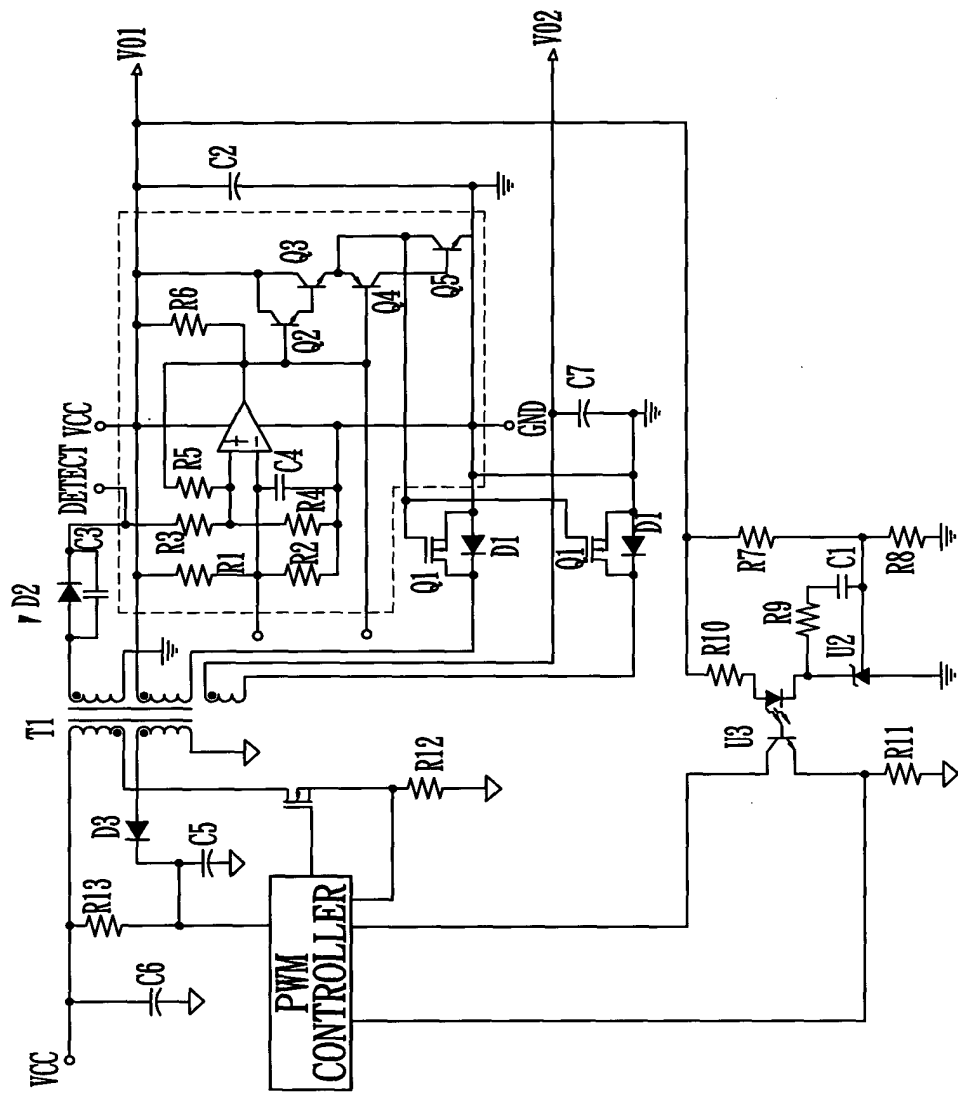 VO1
VO2
C2
Q3
Q5
R6
Q2
Q4
DETECT
VCC
GND
C7
R5
C4
R3
R4
C3
R1
R2
Q1
D1
Q1
D1
D2
T1
R7
R8
C1
R9
R10
U2
U3
R11
R12
D3
C5
R13
PWM
CONTROLLER
C6
VCC